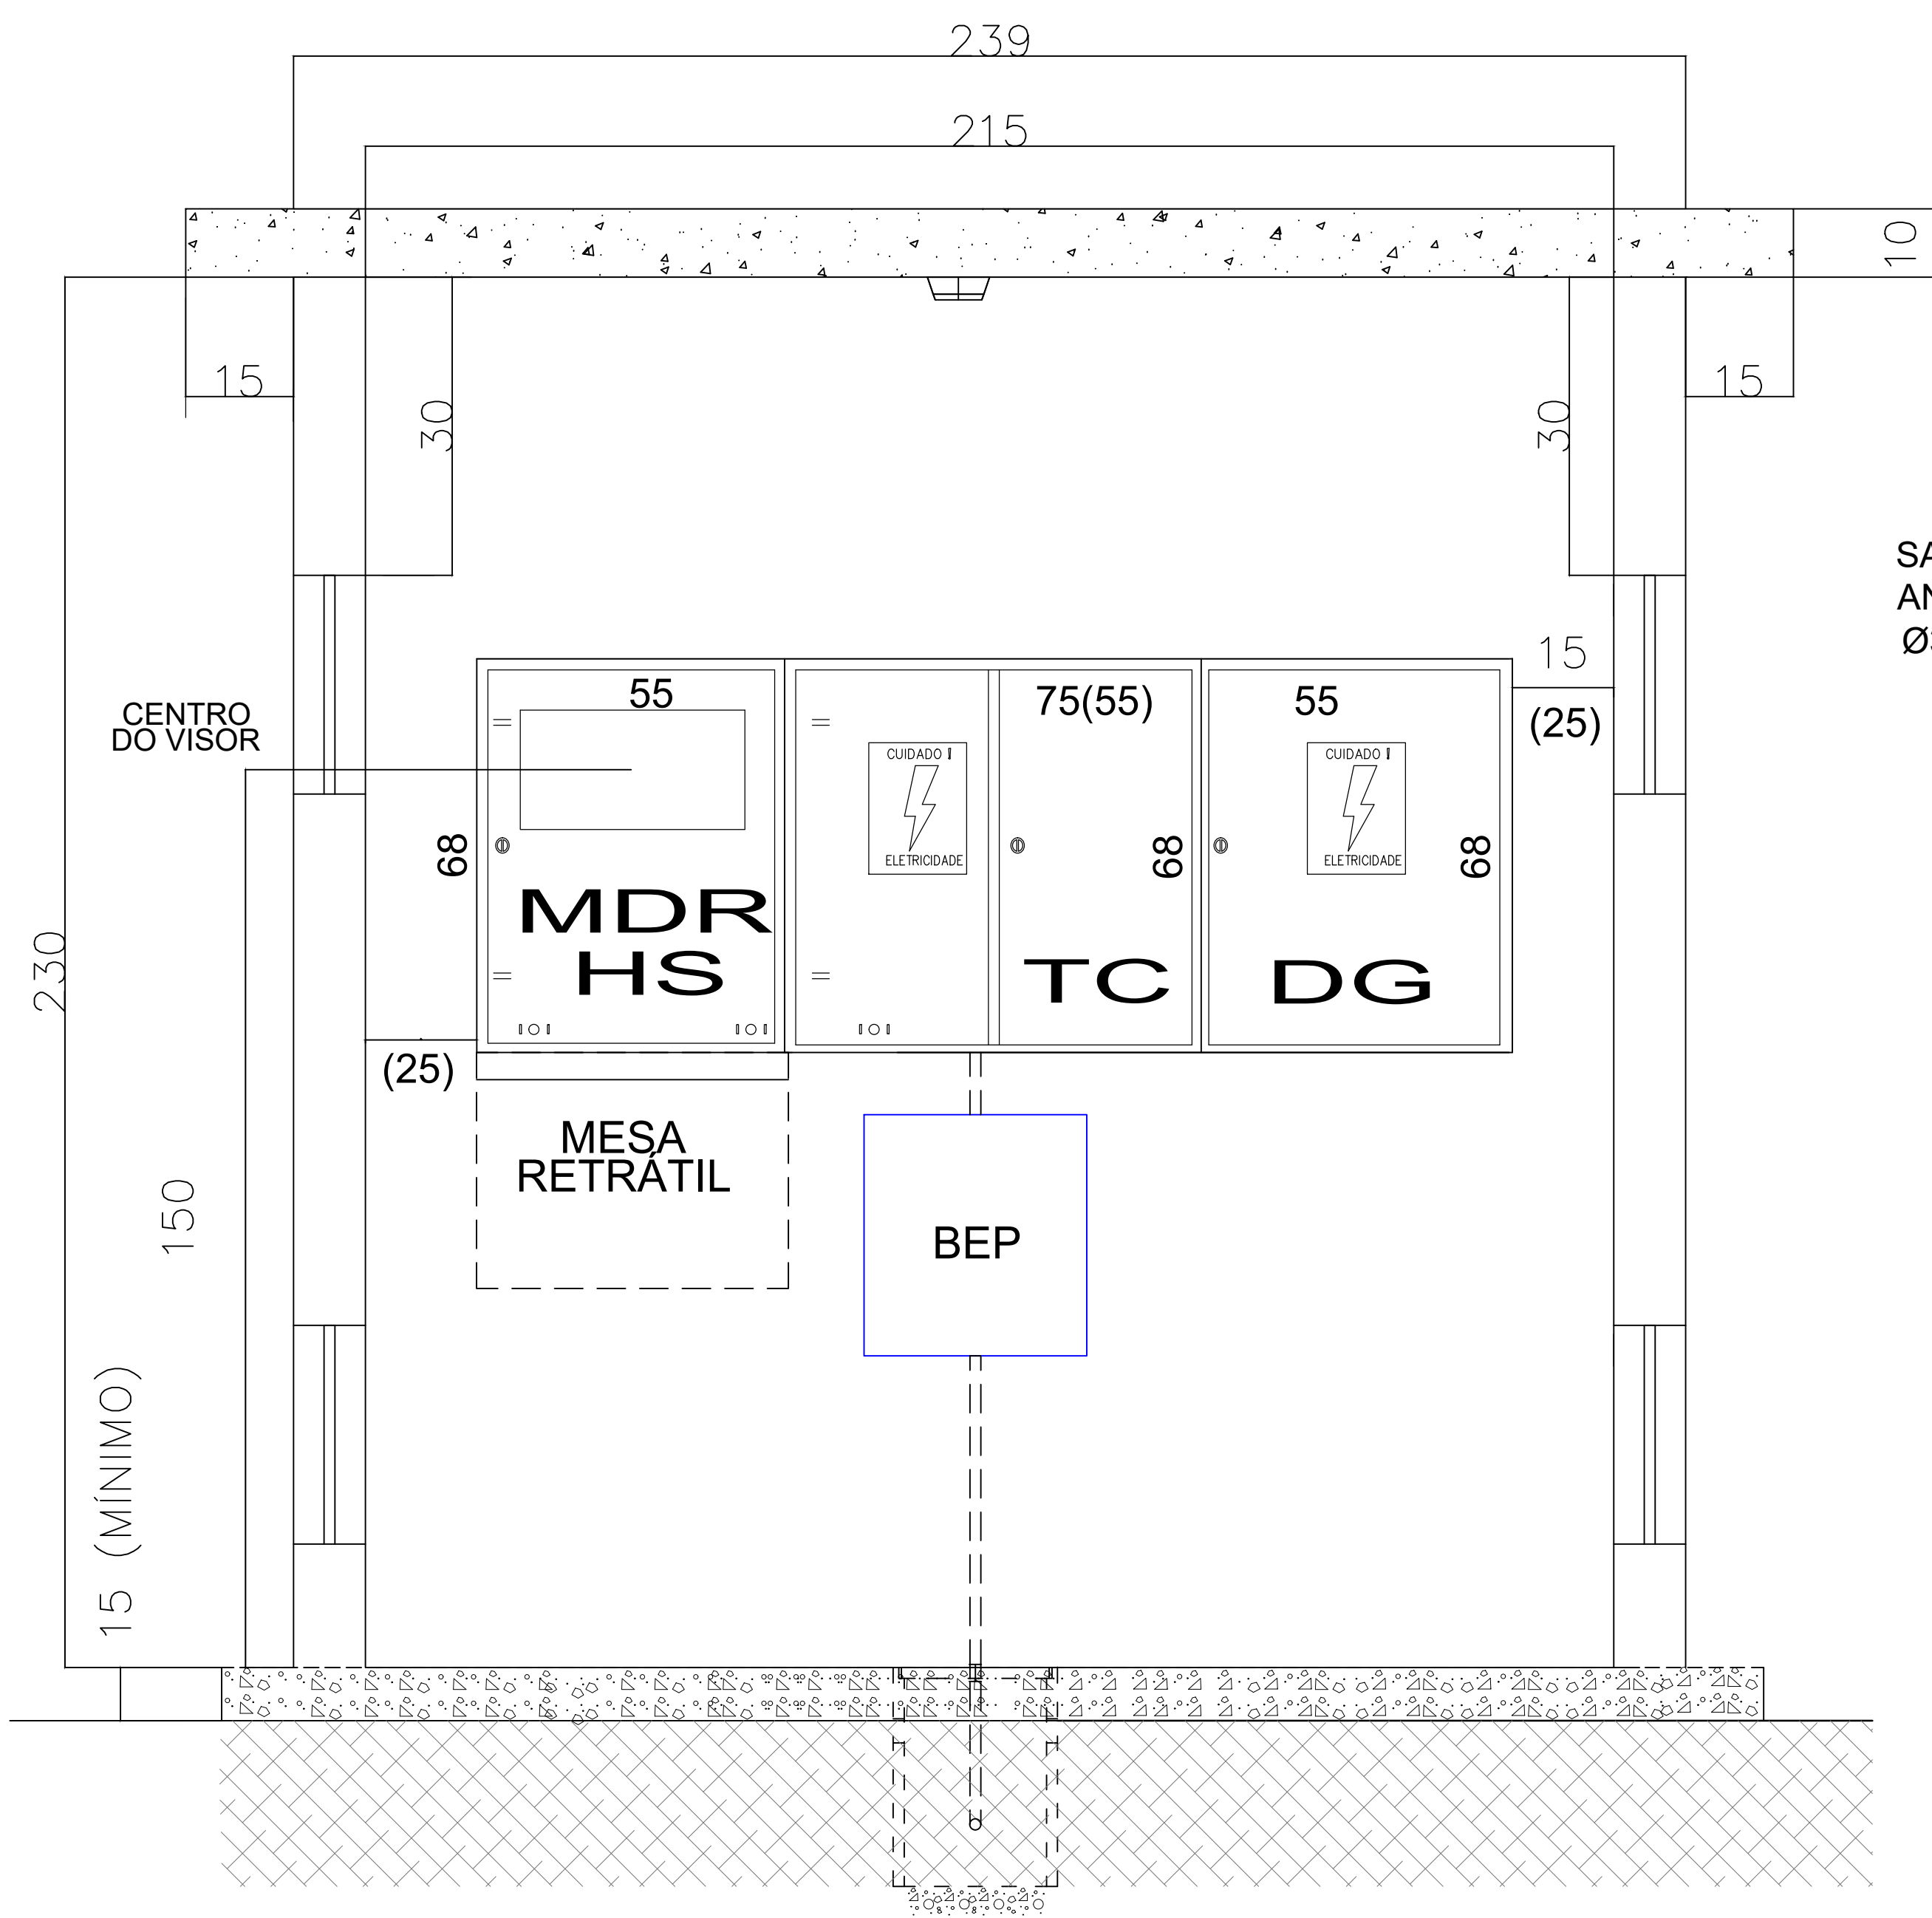 239
215
10
15
30
30
15
SA
AN
15
55
75(55)
55
(25)
CENTRO
DO VISOR
CUIDADO !
CUIDADO !
68
68
68
ELETRICIDADE
ELETRICIDADE
MDR
HS
TC
DG
230
(25)
MESA
RETRÁTIL
150
BEP
15 (MÍNIMO)